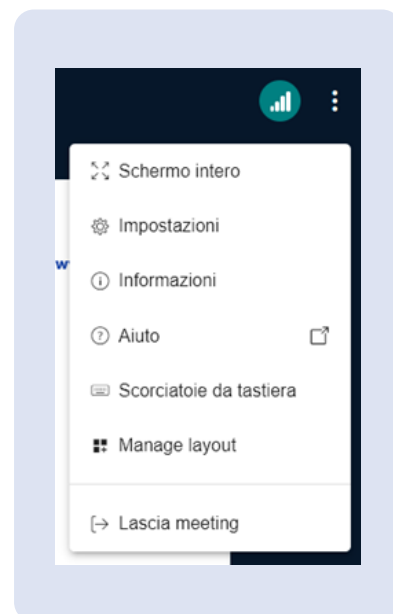 Schermo intero
Impostazioni
w
Informazioni
Aiuto
Scorciatoie da tastiera
Manage layout
Lascia meeting